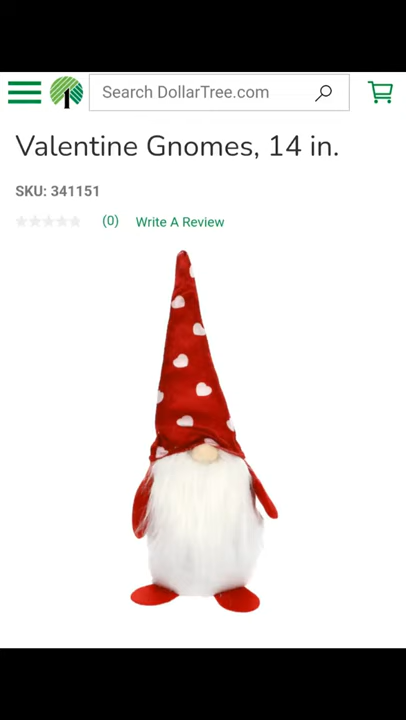 Search DollarTree.com
Valentine Gnomes, 14 in.
SKU: 341151
(0) Write A Review